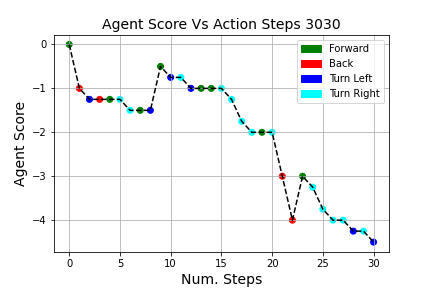 Agent Score Vs Action Steps 3030
Forward
Back
Turn Left
Turn Right
Agent Score
0
−1
−2
−3
−4
0 5 10 15 20 25 30
Num. Steps